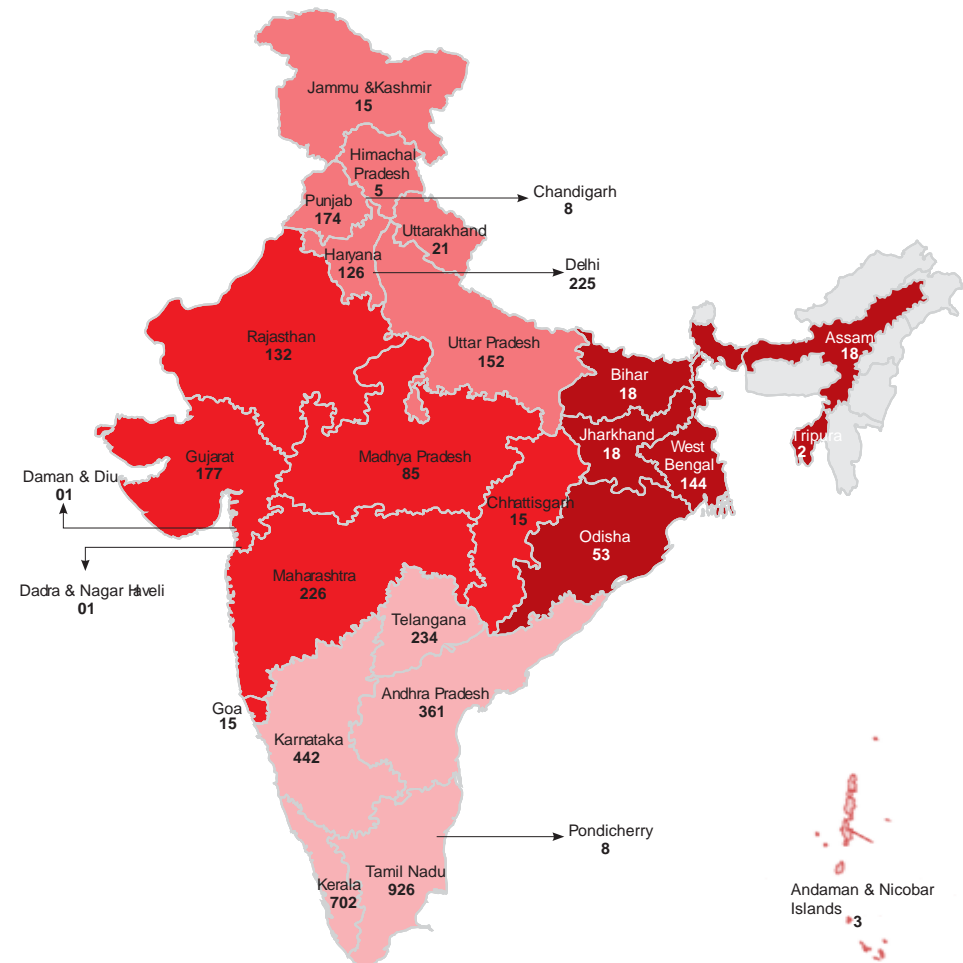 Jammu &Kashmir
15
Himachal
Pradesh
5
Chandigarh
8
Punjab
174
Uttarakhand
21
Haryana
126
Delhi
225
Rajasthan
132
Uttar Pradesh
152
Assam
18
Bihar
18
Jharkhand
18
West
Bengal
144
Tripura
2
Gujarat
177
Madhya Pradesh
85
Daman & Diu
01
Chhattisgarh
15
Odisha
53
Dadra & Nagar Haveli
01
Maharashtra
226
Telangana
234
Andhra Pradesh
361
Goa
15
Karnataka
442
Pondicherry
8
Tamil Nadu
926
Kerala
702
Andaman & Nicobar
Islands
3